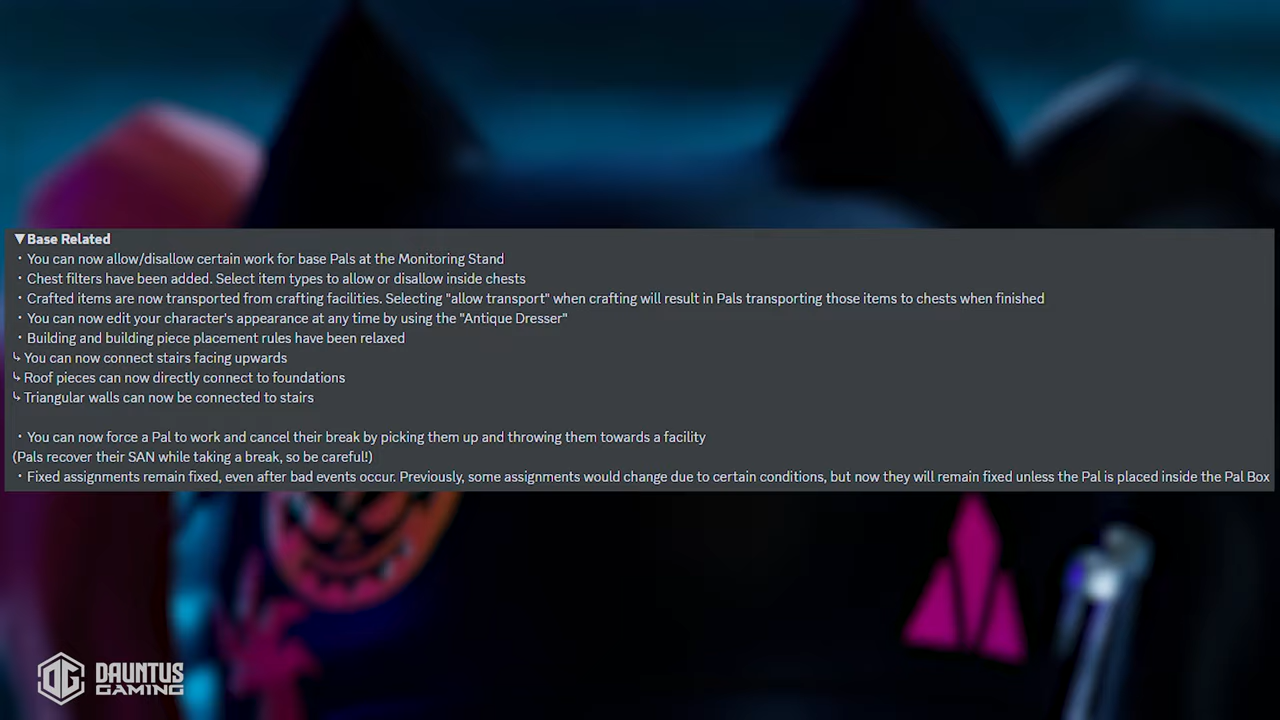 ▼Base Related
・You can now allow/disallow certain work for base Pals at the Monitoring Stand
・Chest filters have been added. Select item types to allow or disallow inside chests
・Crafted items are now transported from crafting facilities. Selecting "allow transport" when crafting will result in Pals transporting those items to chests when finished
・You can now edit your character's appearance at any time by using the "Antique Dresser"
・Building and building piece placement rules have been relaxed
↳You can now connect stairs facing upwards
↳Roof pieces can now directly connect to foundations
↳Triangular walls can now be connected to stairs
・You can now force a Pal to work and cancel their break by picking them up and throwing them towards a facility
(Pals recover their SAN while taking a break, so be careful!)
・Fixed assignments remain fixed, even after bad events occur. Previously, some assignments would change due to certain conditions, but now they will remain fixed unless the Pal is placed inside the Pal Box
DG DAUNTUS
GAMING